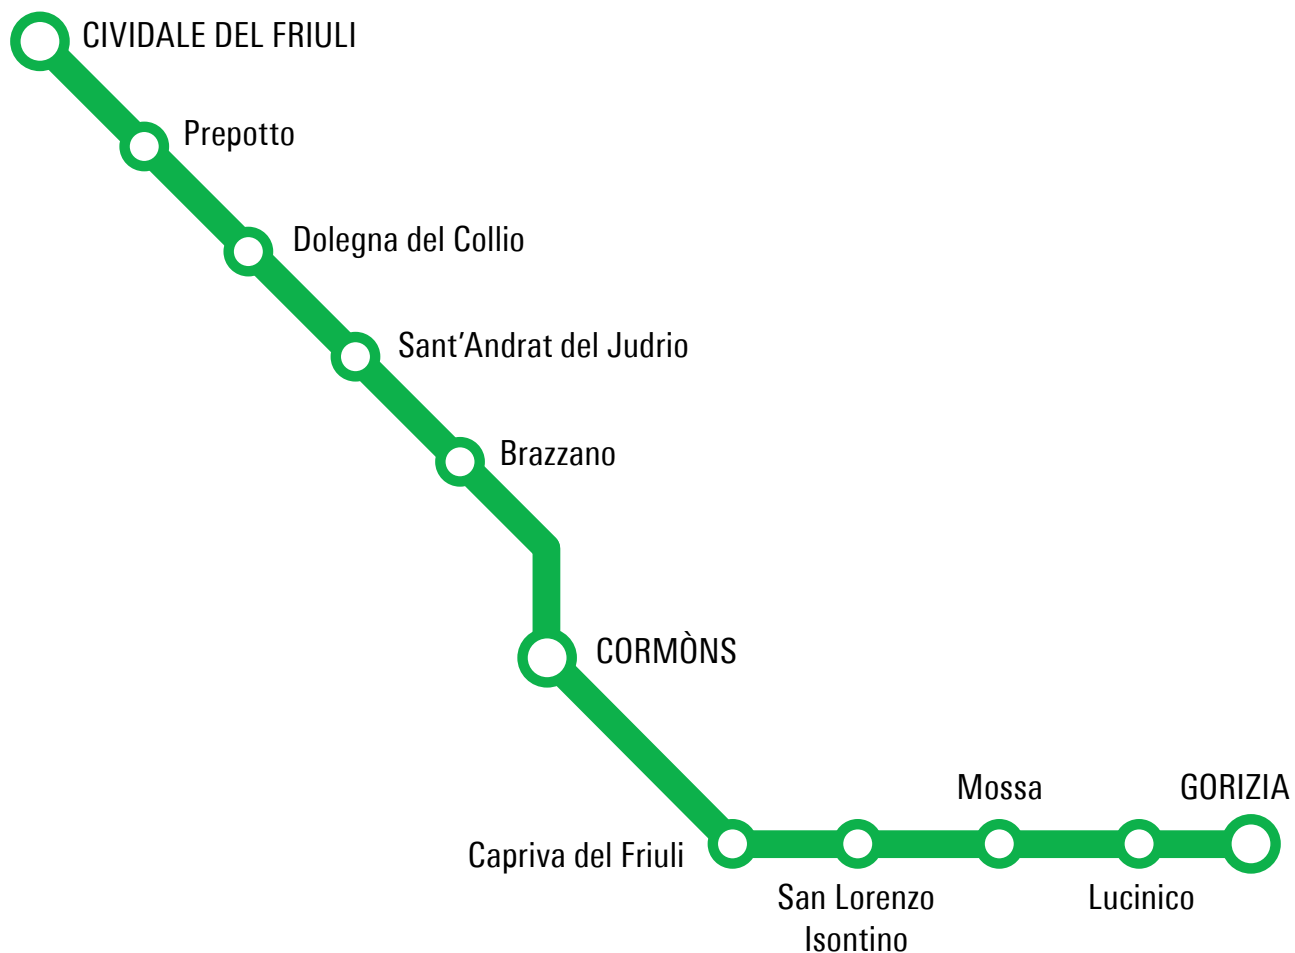 CIVIDALE DEL FRIULI
Prepotto
Dolegna del Collio
Sant'Andrat del Judrio
Brazzano
CORMÒNS
Capriva del Friuli
San Lorenzo
Isontino
Mossa
Lucinico
GORIZIA